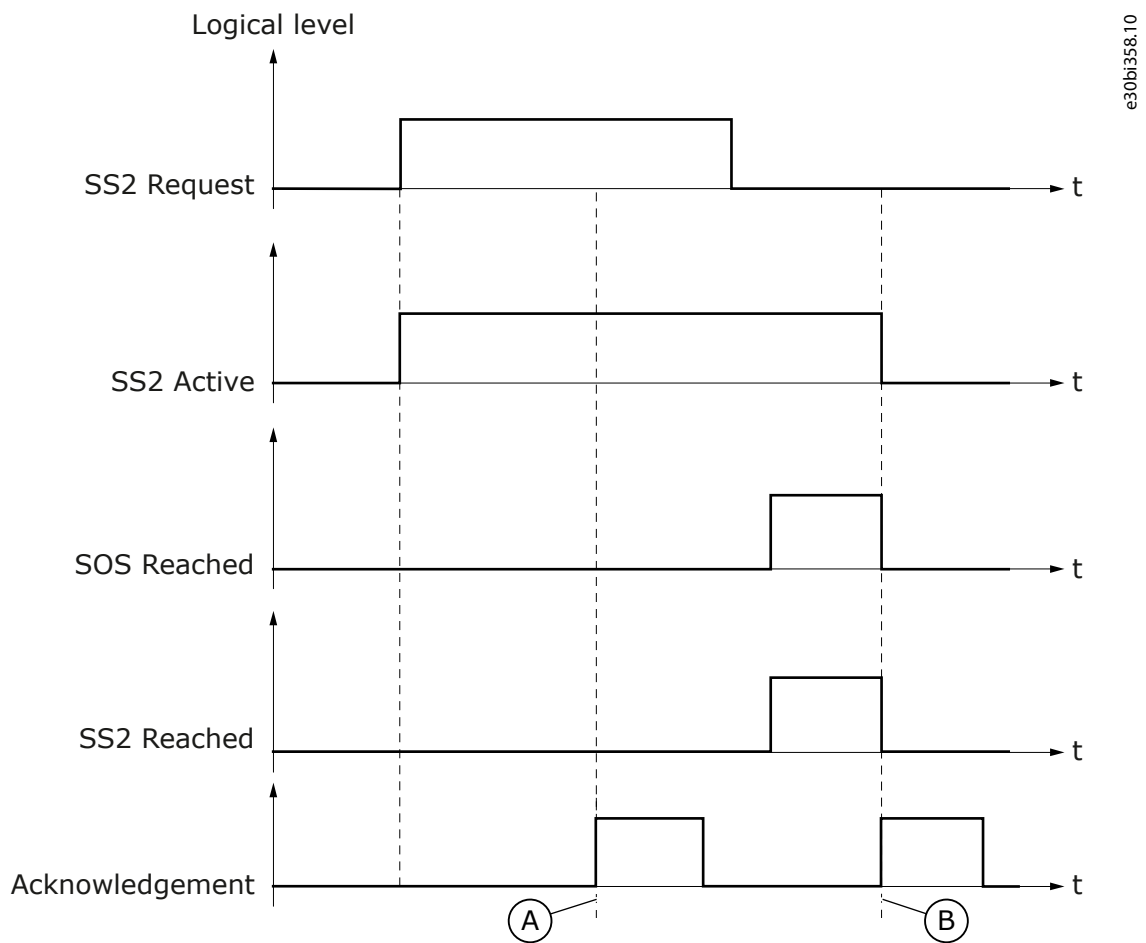 Logical level
e30bi358.10
SS2 Request
t
SS2 Active
t
SOS Reached
t
SS2 Reached
t
Acknowledgement
t
A
B